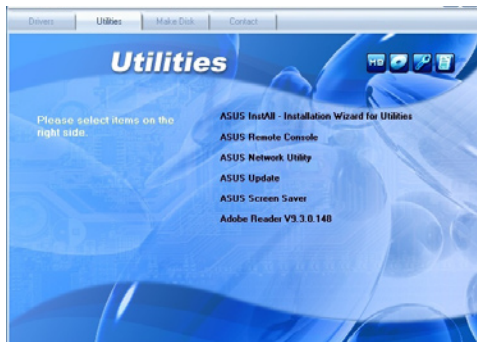 Drivers
Utilities
Make Disk
Contact
Utilities
Please select items on the
right side.
ASUS InstAll - Installation Wizard for Utilities
ASUS Remote Console
ASUS Network Utility
ASUS Update
ASUS Screen Saver
Adobe Reader V9.3.0.148